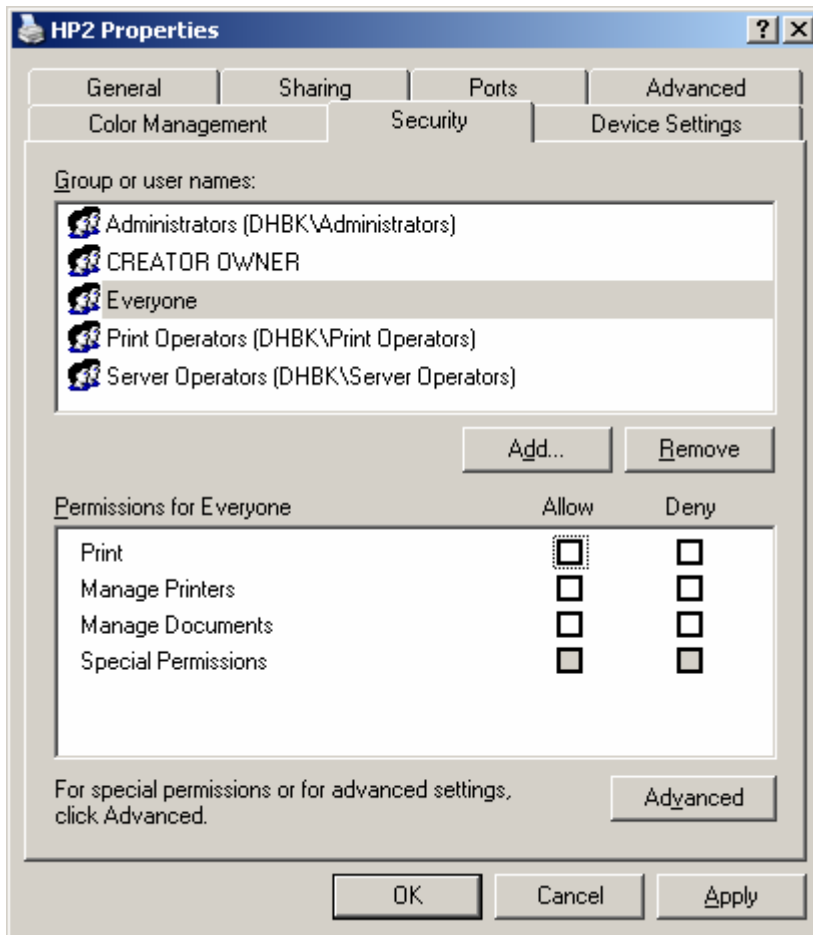 HP2 Properties
General Sharing Ports Advanced
Color Management Security Device Settings
Group or user names:
Administrators (DHBK\Administrators)
CREATOR OWNER
Everyone
Print Operators (DHBK\Print Operators)
Server Operators (DHBK\Server Operators)
Add... Remove
Permissions for Everyone Allow Deny
Print
Manage Printers
Manage Documents
Special Permissions
For special permissions or for advanced settings,
click Advanced.
Advanced
OK Cancel Apply